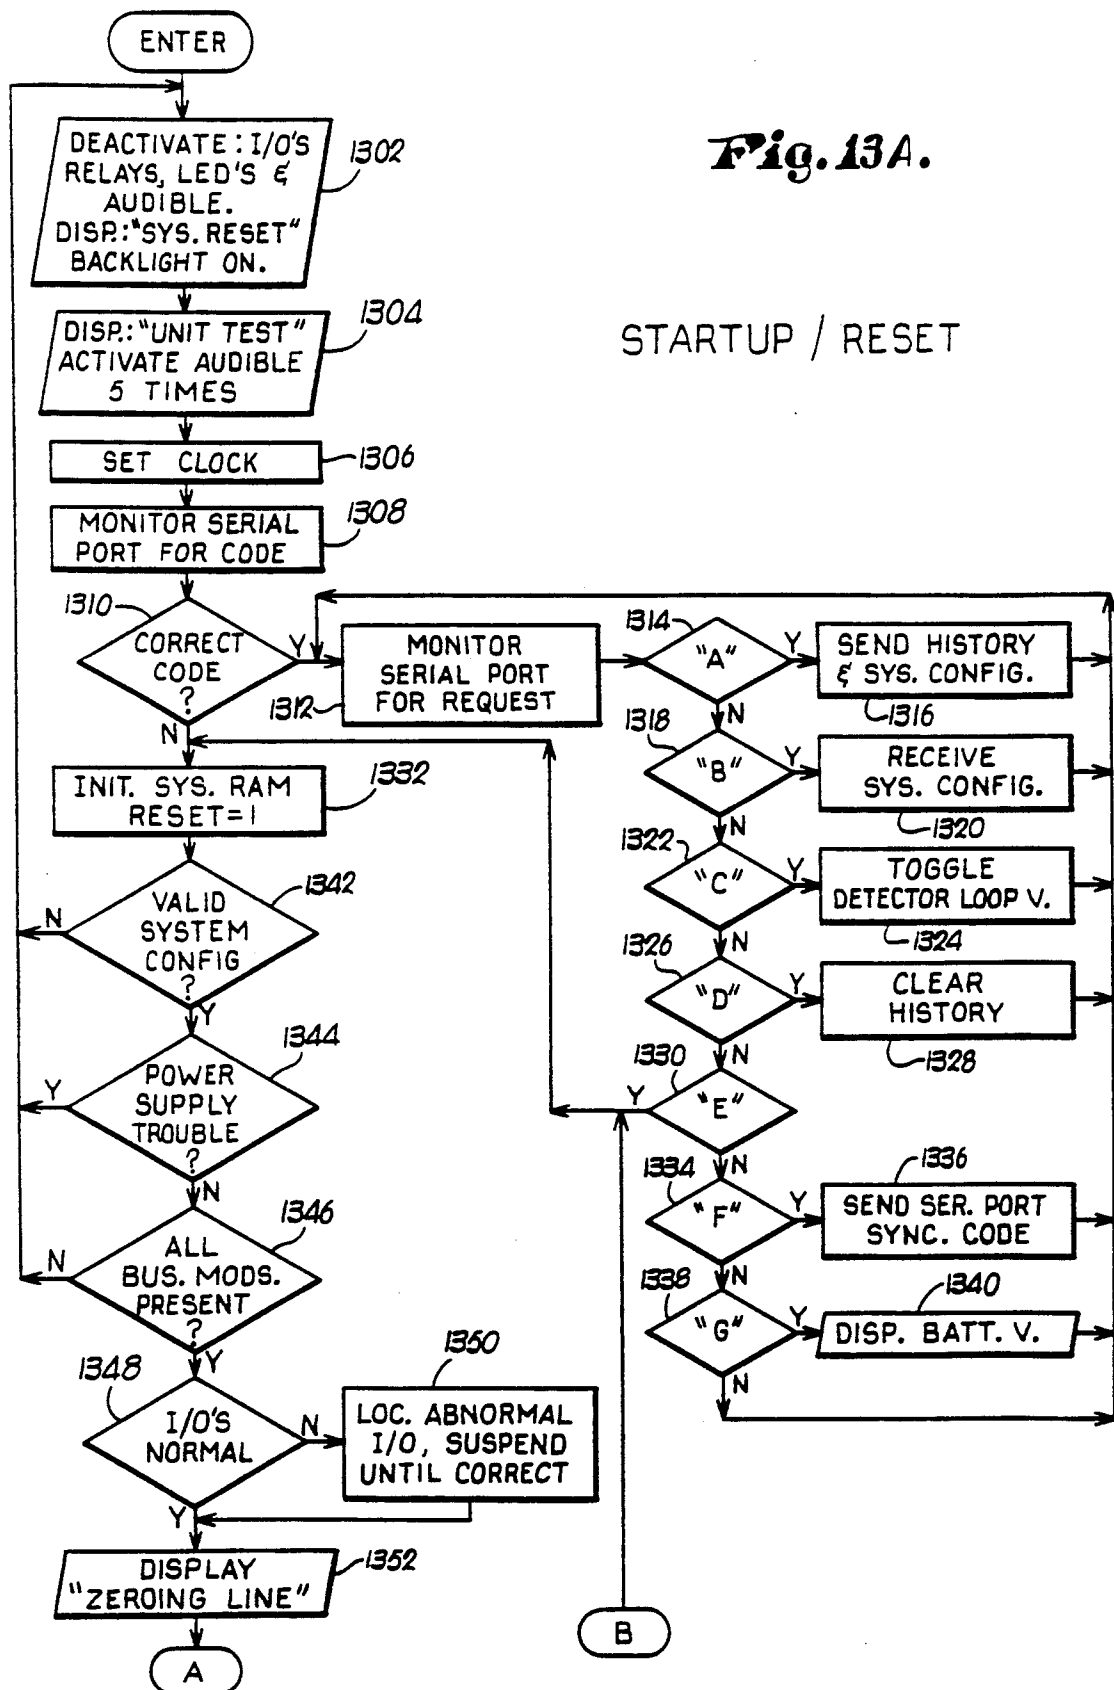 ENTER
Fig. 13A.
STARTUP / RESET
DEACTIVATE: I/O'S
RELAYS, LED'S &
AUDIBLE.
DISP.: "SYS. RESET"
BACKLIGHT ON.
1302
DISP.: "UNIT TEST"
ACTIVATE AUDIBLE
5 TIMES
1304
SET CLOCK
1306
MONITOR SERIAL
PORT FOR CODE
1308
1310
CORRECT
CODE
?
Y
N
MONITOR
SERIAL PORT
FOR REQUEST
1312
1314
"A"
Y
N
SEND HISTORY
& SYS. CONFIG.
1316
1318
"B"
Y
N
RECEIVE
SYS. CONFIG.
1320
1322
"C"
Y
N
TOGGLE
DETECTOR LOOP V.
1324
1326
"D"
Y
N
CLEAR
HISTORY
1328
1330
"E"
Y
N
1334
"F"
Y
N
SEND SER. PORT
SYNC. CODE
1336
1338
"G"
Y
N
DISP. BATT. V.
1340
INIT. SYS. RAM
RESET=1
1332
VALID
SYSTEM
CONFIG
?
1342
N
Y
POWER
SUPPLY
TROUBLE
?
1344
Y
N
ALL
BUS. MODS.
PRESENT
?
1346
N
Y
1348
I/O'S
NORMAL
N
Y
LOC. ABNORMAL
I/O, SUSPEND
UNTIL CORRECT
1350
DISPLAY
"ZEROING LINE"
1352
A
B